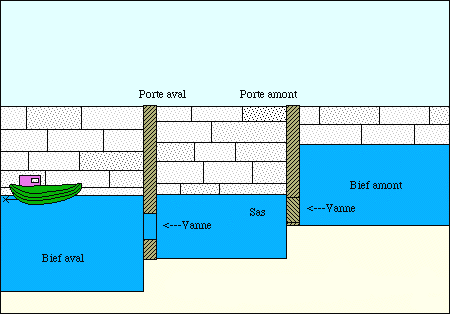 Porte aval Porte amont
Bief amont
<---Vanne
Sas
<---Vanne
Bief aval